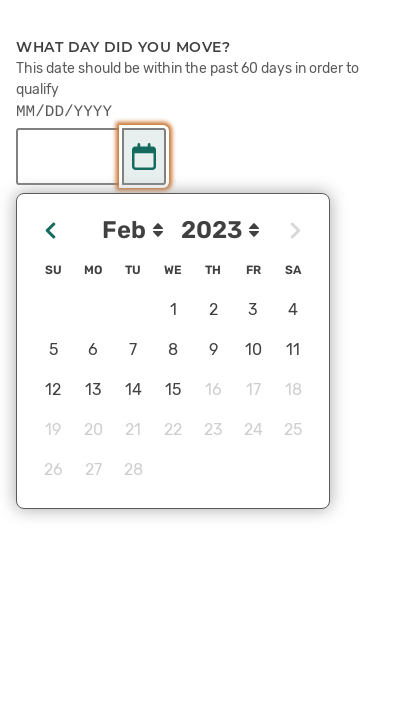 WHAT DAY DID YOU MOVE?
This date should be within the past 60 days in order to
qualify
MM/DD/YYYY
Feb 2023
SU MO TU WE TH FR SA
1 2 3 4
5 6 7 8 9 10 11
12 13 14 15 16 17 18
19 20 21 22 23 24 25
26 27 28